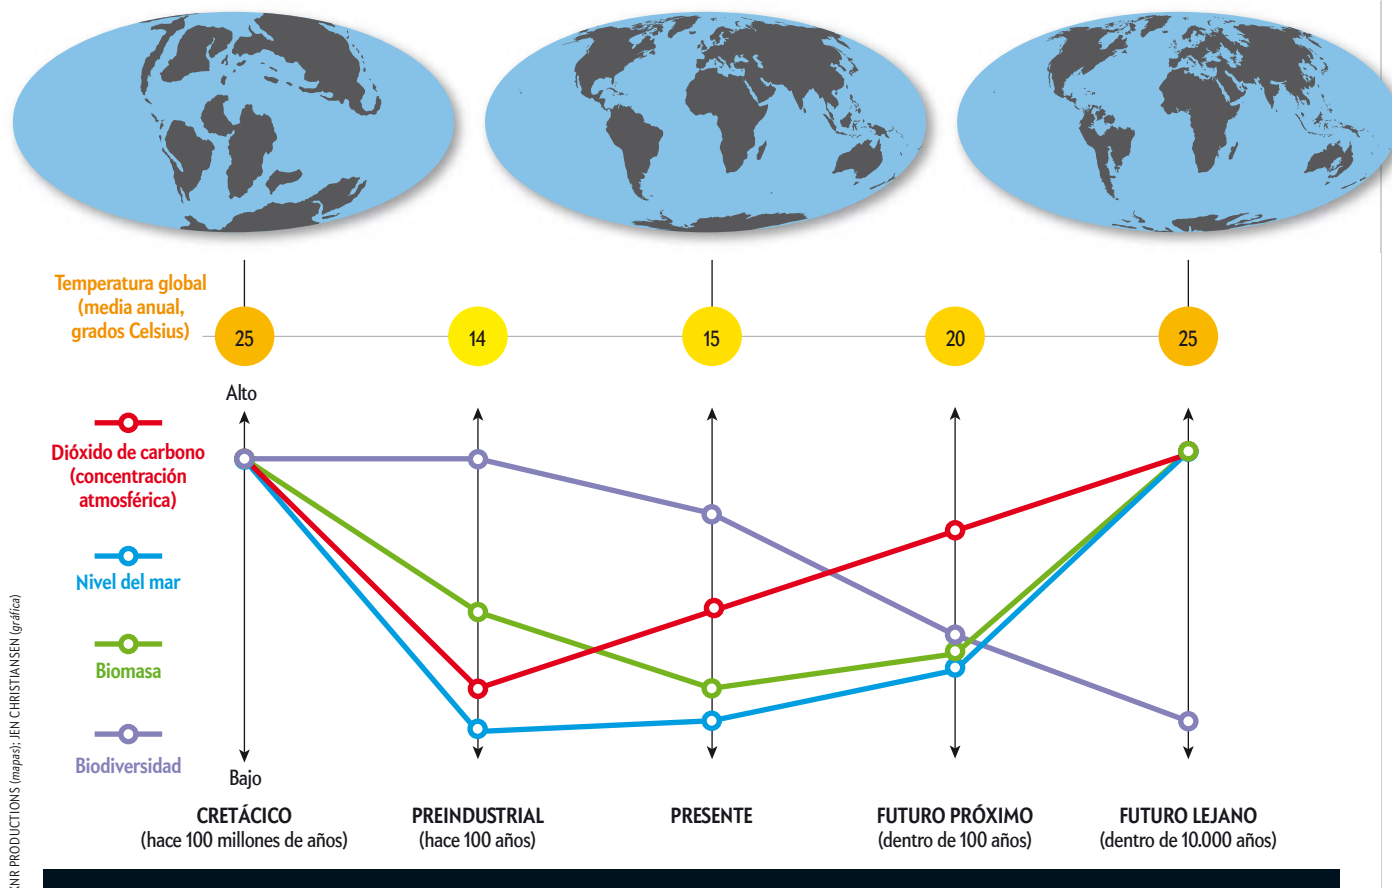 Temperatura global
(media anual,
grados Celsius)
25
14
15
20
25
Alto
Dióxido de carbono
(concentración
atmosférica)
Nivel del mar
Biomasa
Biodiversidad
Bajo
CRETÁCICO
(hace 100 millones de años)
PREINDUSTRIAL
(hace 100 años)
PRESENTE
FUTURO PRÓXIMO
(dentro de 100 años)
FUTURO LEJANO
(dentro de 10.000 años)
XNR PRODUCTIONS (mapas); JEN CHRISTIANSEN (gráfica)